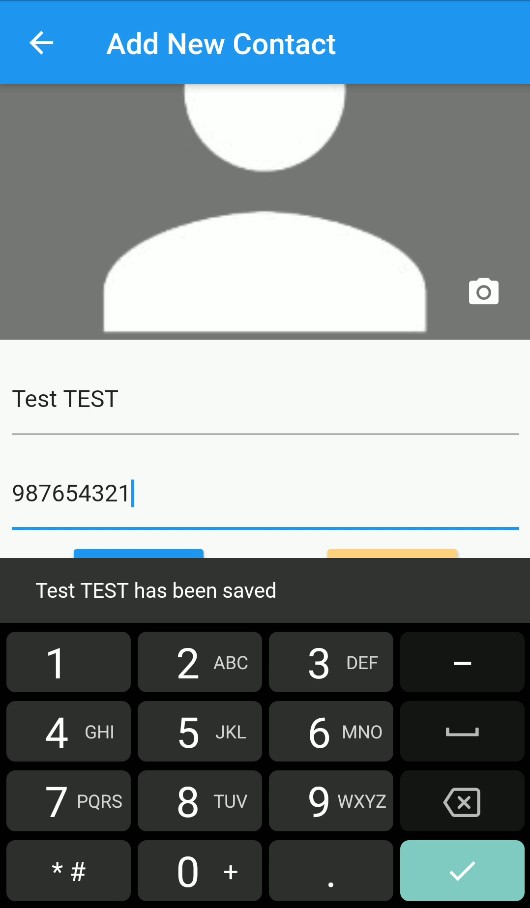 Add New Contact
Test TEST
987654321
Test TEST has been saved
1 2 ABC 3 DEF –
4 GHI 5 JKL 6 MNO
7 PQRS 8 TUV 9 WXYZ
* # 0 + .